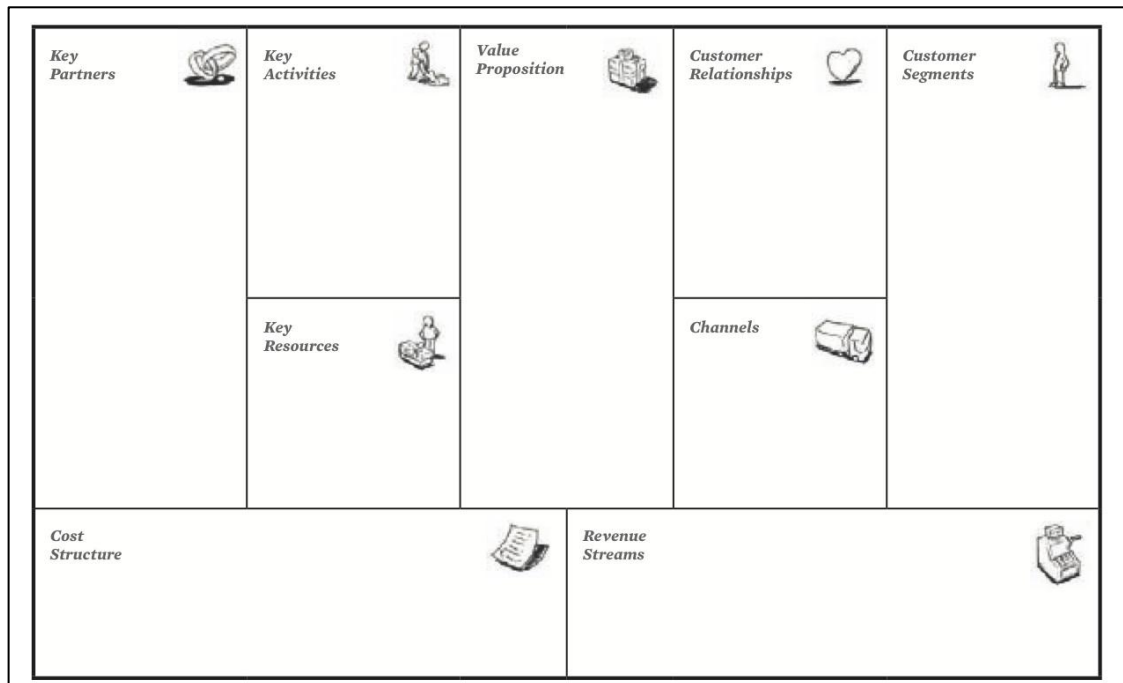 Key
Partners
Key
Activities
Value
Proposition
Customer
Relationships
Customer
Segments
Key
Resources
Channels
Cost
Structure
Revenue
Streams